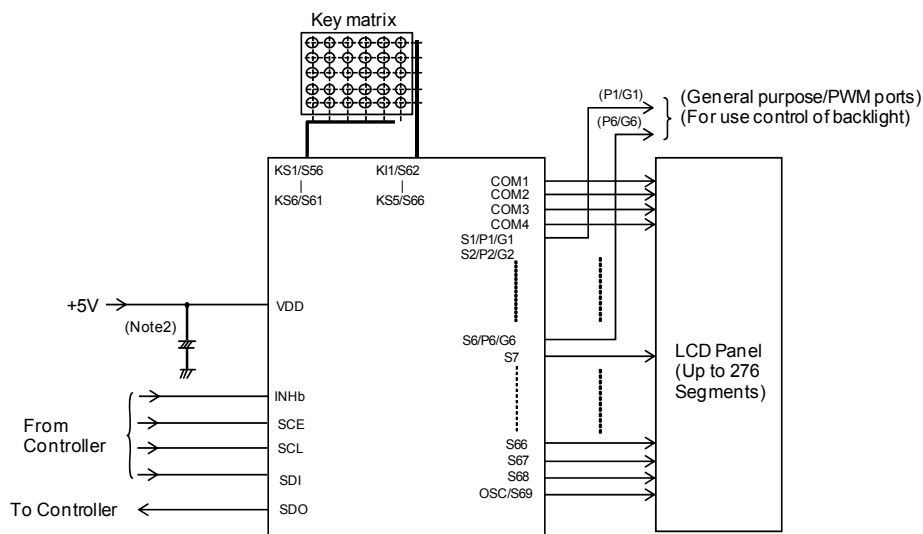 Key matrix
(P1/G1)
(P6/G6)
(General purpose/PWM ports)
(For use control of backlight)
KS1/S56
|
KS6/S61
KI1/S62
|
KS5/S66
COM1
COM2
COM3
COM4
S1/P1/G1
S2/P2/G2
+5V
VDD
(Note2)
S6/P6/G6
S7
LCD Panel
(Up to 276
Segments)
From
Controller
INHb
SCE
SCL
SDI
To Controller
SDO
S66
S67
S68
OSC/S69